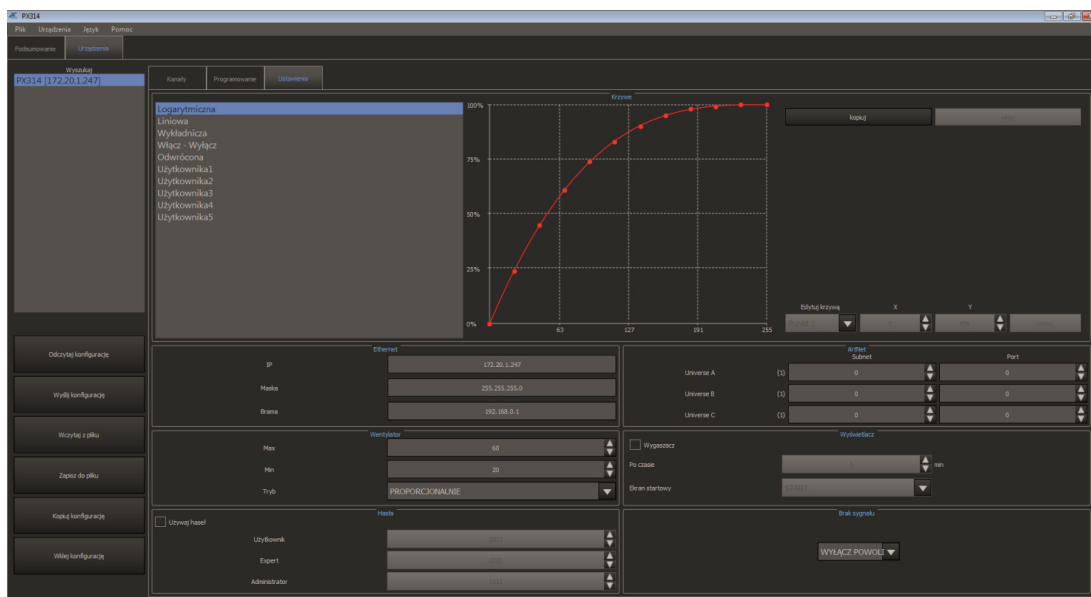 PX314
Plik Urządzenia Język Pomoc
Podsumowanie Urządzenia
Wyszukaj
PX314 [172.20.1.247]
Odczytaj konfigurację
Wyślij konfigurację
Wczytaj z pliku
Zapisz do pliku
Kopiuj konfigurację
Wklej konfigurację
Kanały Programowanie Ustawienia
Krzywe
Logarytmiczna
Liniowa
Wykładnicza
Włącz - Wyłącz
Odwrócona
Użytkownika1
Użytkownika2
Użytkownika3
Użytkownika4
Użytkownika5
100%
75%
50%
25%
0%
63 127 191 255
kopiuj
Edytuj krzywą X Y
Ethernet
IP 172.20.1.247
Maska 255.255.255.0
Brama 192.168.0.1
ArtNet
Subnet Port
Universe A (1) 0 0
Universe B (1) 0 0
Universe C (1) 0 0
Wentylator
Max 60
Min 20
Tryb PROPORCJONALNIE
Wyświetlacz
Wygaszacz
Po czasie min
Ekran startowy
Hasła
Używaj haseł
Użytkownik
Expert
Administrator
Brak sygnału
WYŁĄCZ POWOLI